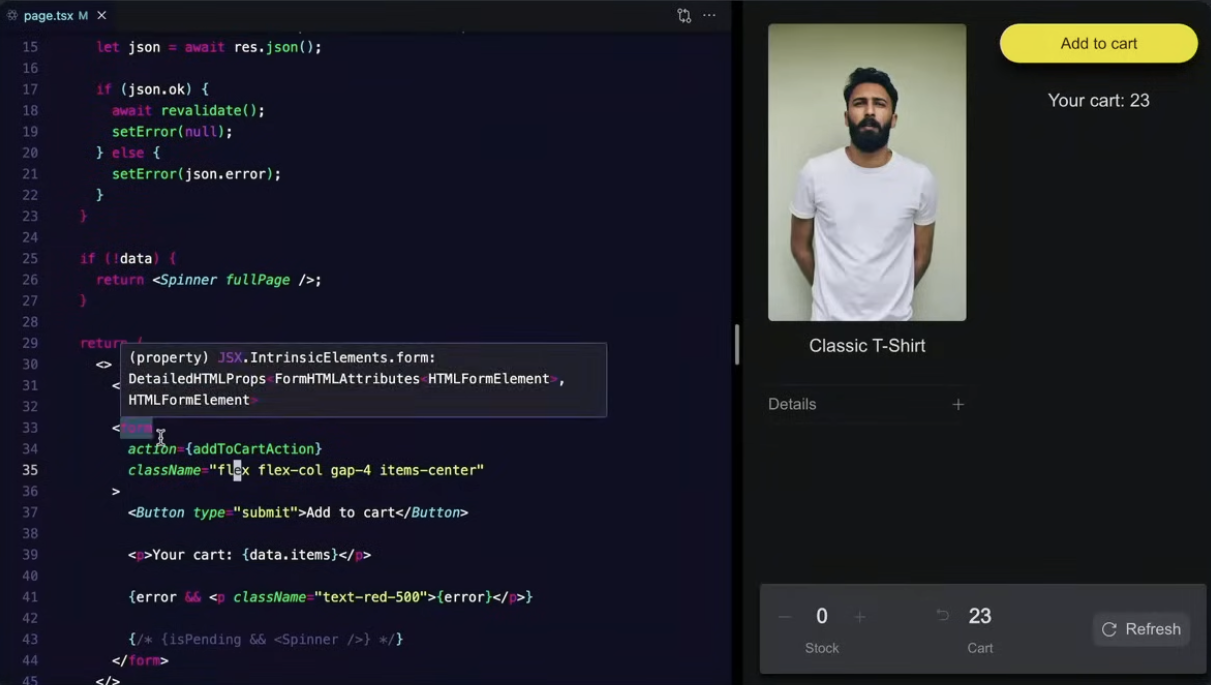 page.tsx M
15 let json = await res.json();
16
17 if (json.ok) {
18 await revalidate();
19 setError(null);
20 } else {
21 setError(json.error);
22 }
23 }
24
25 if (!data) {
26 return <Spinner fullPage />;
27 }
28
29 return (
30 <>
31 <
32
(property) JSX.IntrinsicElements.form:
DetailedHTMLProps<FormHTMLAttributes<HTMLFormElement>,
HTMLFormElement>
33 <form
34 action={addToCartAction}
35 className="flex flex-col gap-4 items-center"
36 >
37 <Button type="submit">Add to cart</Button>
38
39 <p>Your cart: {data.items}</p>
40
41 {error && <p className="text-red-500">{error}</p>}
42
43 {/* {isPending && <Spinner />} */}
44 </form>
45 </>
Add to cart
Your cart: 23
Classic T-Shirt
Details +
− 0 + 23
Stock Cart
Refresh